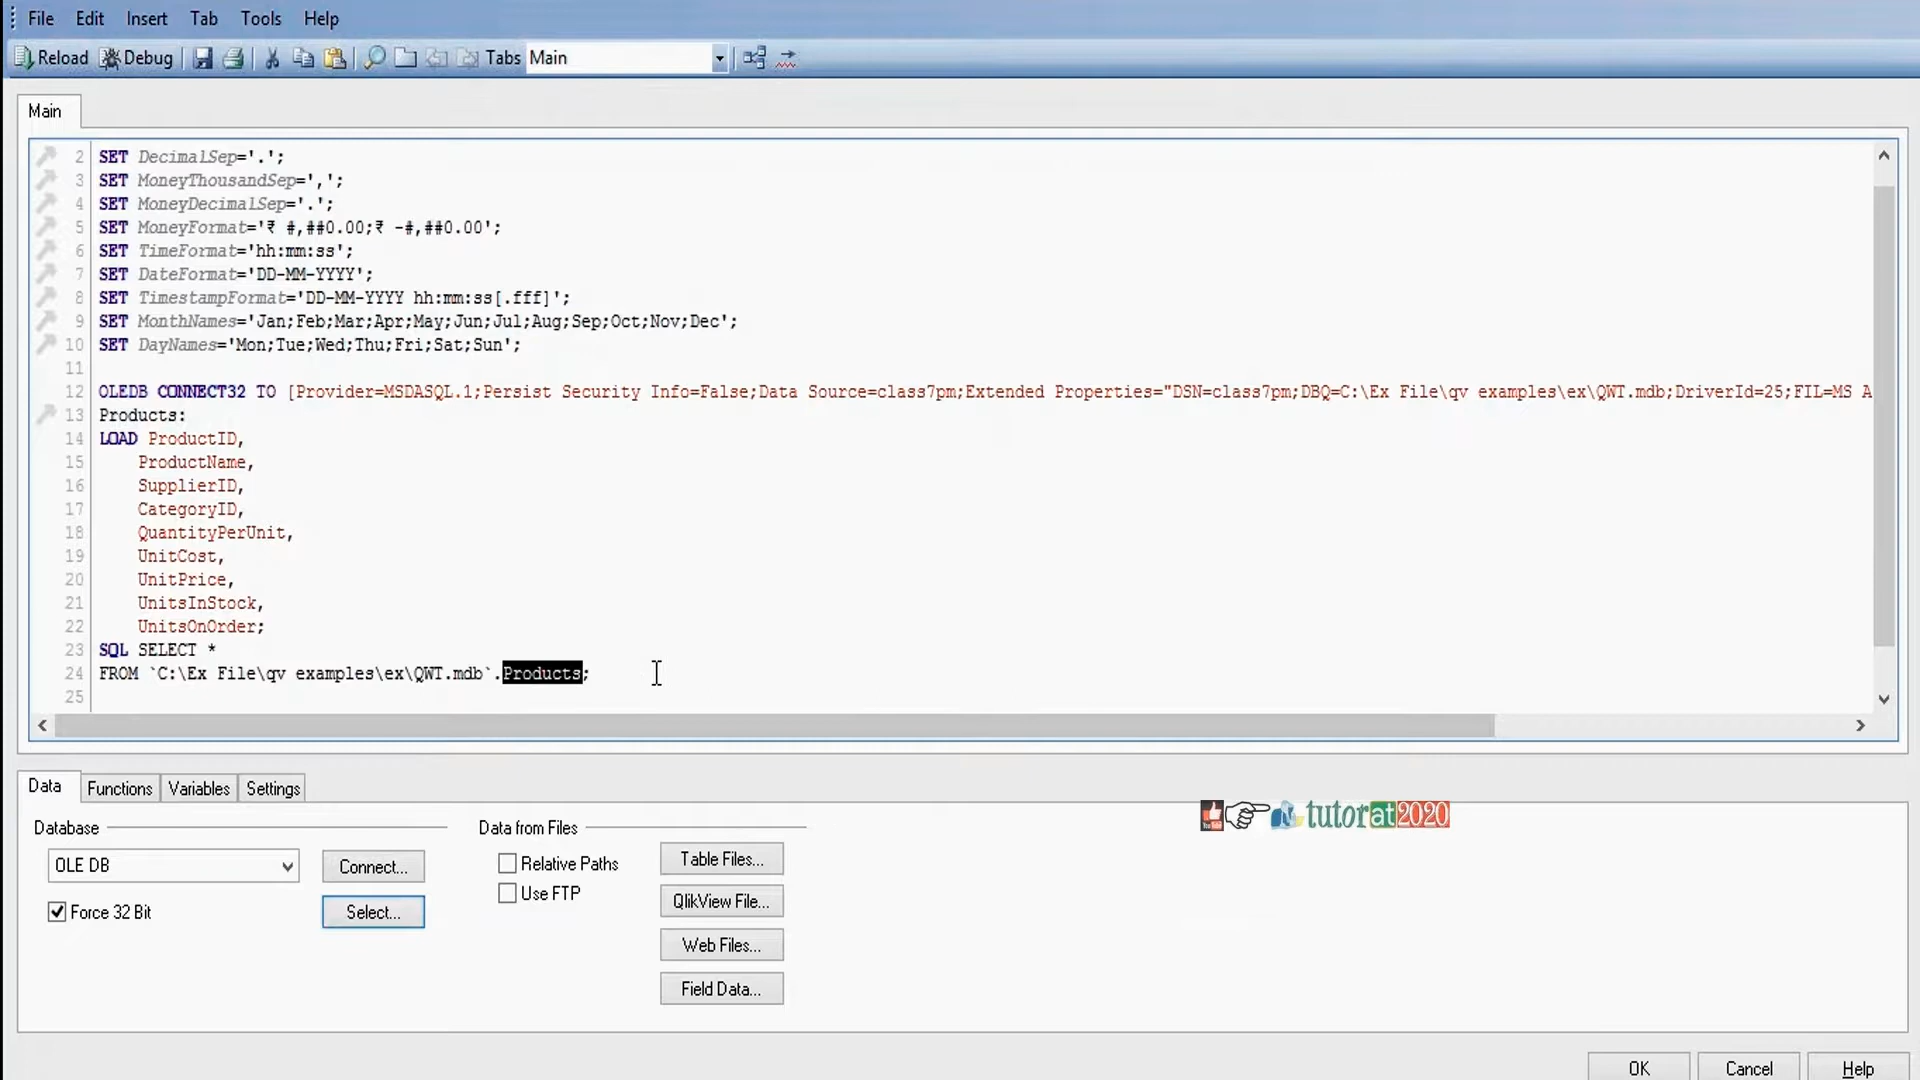 File Edit Insert Tab Tools Help
Reload Debug Tabs Main
Main
2 SET DecimalSep='.';
3 SET MoneyThousandSep=',';
4 SET MoneyDecimalSep='.';
5 SET MoneyFormat='₹ #,##0.00;₹ -#,##0.00';
6 SET TimeFormat='hh:mm:ss';
7 SET DateFormat='DD-MM-YYYY';
8 SET TimestampFormat='DD-MM-YYYY hh:mm:ss[.fff]';
9 SET MonthNames='Jan;Feb;Mar;Apr;May;Jun;Jul;Aug;Sep;Oct;Nov;Dec';
10 SET DayNames='Mon;Tue;Wed;Thu;Fri;Sat;Sun';
11
12 OLEDB CONNECT32 TO [Provider=MSDASQL.1;Persist Security Info=False;Data Source=class7pm;Extended Properties="DSN=class7pm;DBQ=C:\Ex File\qv examples\ex\QWT.mdb;DriverId=25;FIL=MS A
13 Products:
14 LOAD ProductID,
15 ProductName,
16 SupplierID,
17 CategoryID,
18 QuantityPerUnit,
19 UnitCost,
20 UnitPrice,
21 UnitsInStock,
22 UnitsOnOrder;
23 SQL SELECT *
24 FROM `C:\Ex File\qv examples\ex\QWT.mdb`.Products;
25
Data Functions Variables Settings
Database
OLE DB
Connect...
Force 32 Bit
Select...
Data from Files
Relative Paths
Use FTP
Table Files...
QlikView File...
Web Files...
Field Data...
tutorat2020
OK Cancel Help